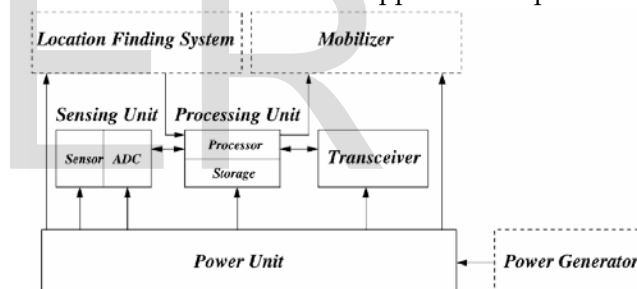 Location Finding System
Mobilizer
Sensing Unit
Processing Unit
Sensor
ADC
Processor
Storage
Transceiver
Power Unit
Power Generator